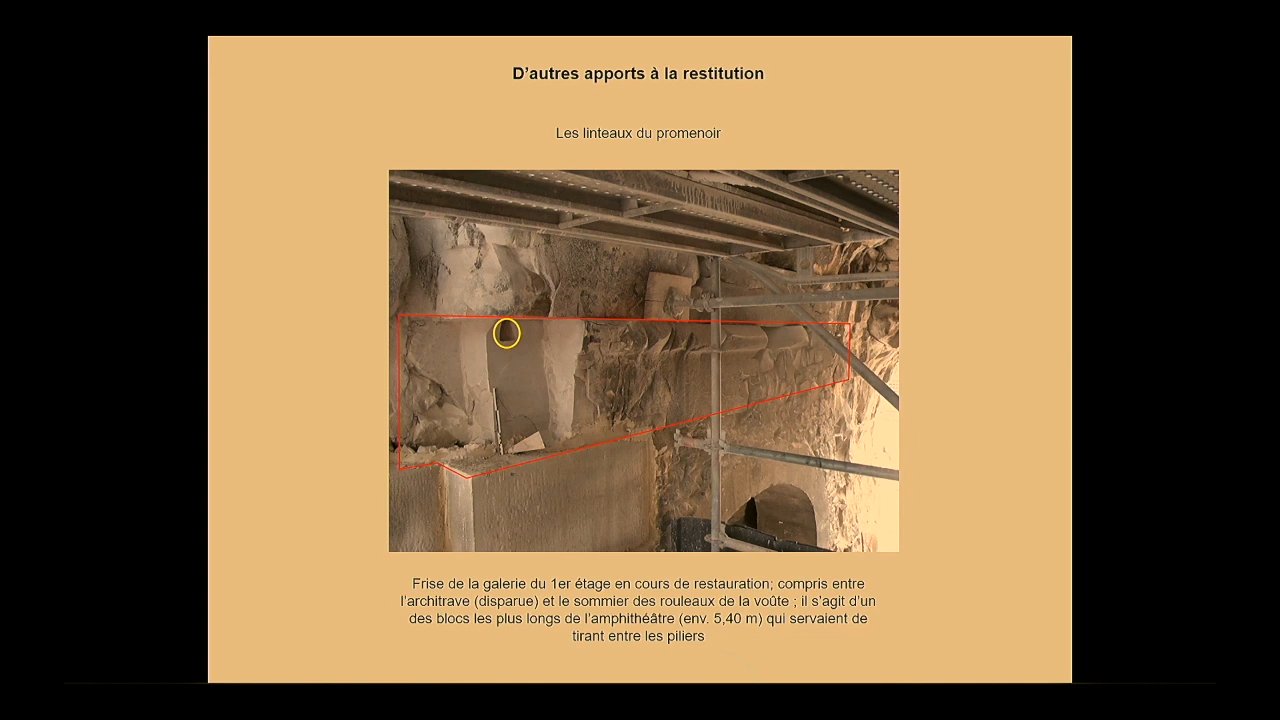 D’autres apports à la restitution
Les linteaux du promenoir
Frise de la galerie du 1er étage en cours de restauration; compris entre
l’architrave (disparue) et le sommier des rouleaux de la voûte ; il s’agit d’un
des blocs les plus longs de l’amphithéâtre (env. 5,40 m) qui servaient de
tirant entre les piliers